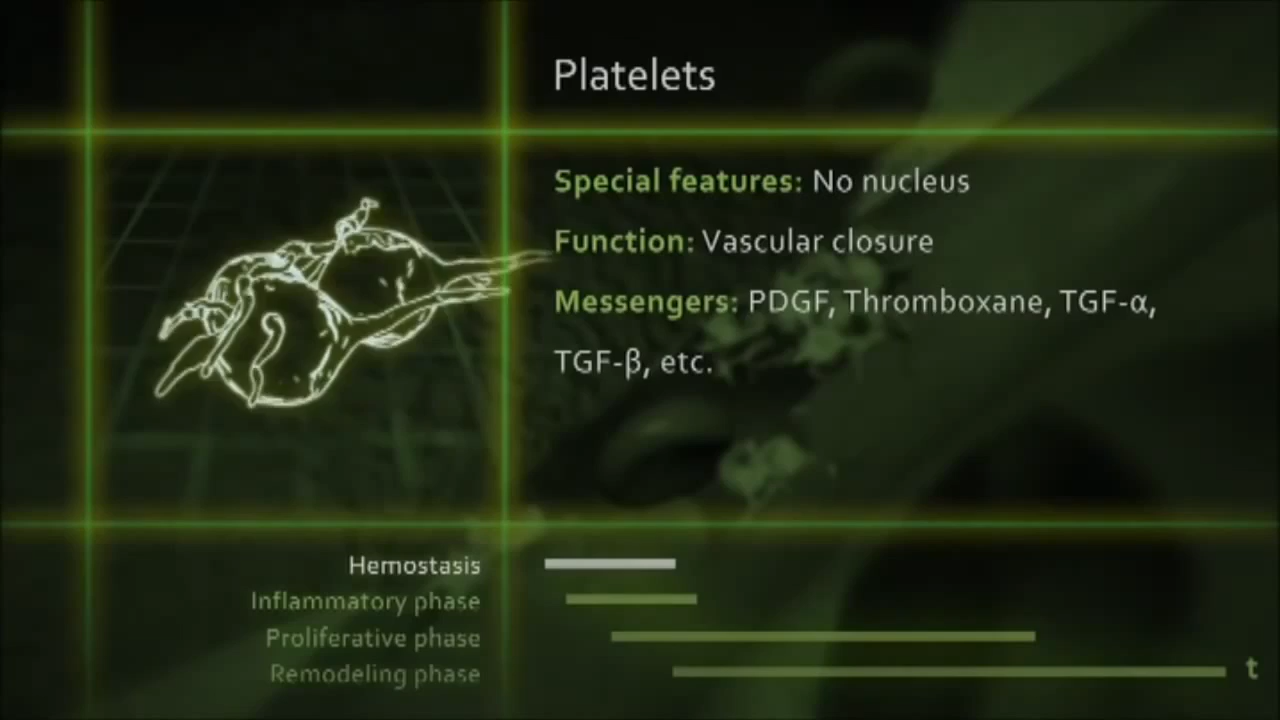 Platelets
Special features: No nucleus
Function: Vascular closure
Messengers: PDGF, Thromboxane, TGF-α,
TGF-β, etc.
Hemostasis
Inflammatory phase
Proliferative phase
Remodeling phase
t